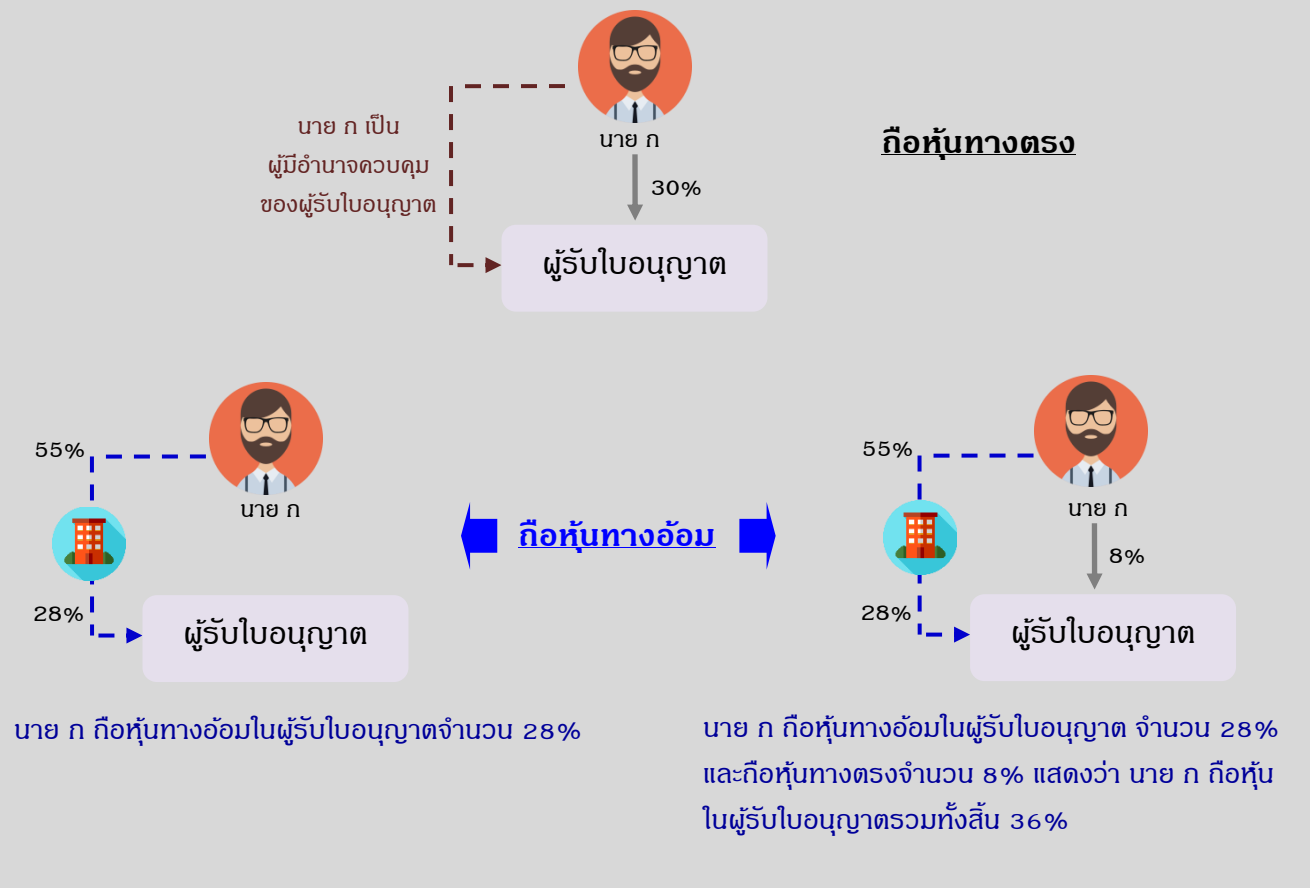 นาย ก
ถือหุ้นทางตรง
นาย ก เป็น
ผู้มีอำนาจควบคุม
ของผู้รับใบอนุญาต
30%
ผู้รับใบอนุญาต
55%
นาย ก
28%
ผู้รับใบอนุญาต
ถือหุ้นทางอ้อม
55%
นาย ก
8%
28%
ผู้รับใบอนุญาต
นาย ก ถือหุ้นทางอ้อมในผู้รับใบอนุญาตจำนวน 28%
นาย ก ถือหุ้นทางอ้อมในผู้รับใบอนุญาต จำนวน 28%
และถือหุ้นทางตรงจำนวน 8% แสดงว่า นาย ก ถือหุ้น
ในผู้รับใบอนุญาตรวมทั้งสิ้น 36%